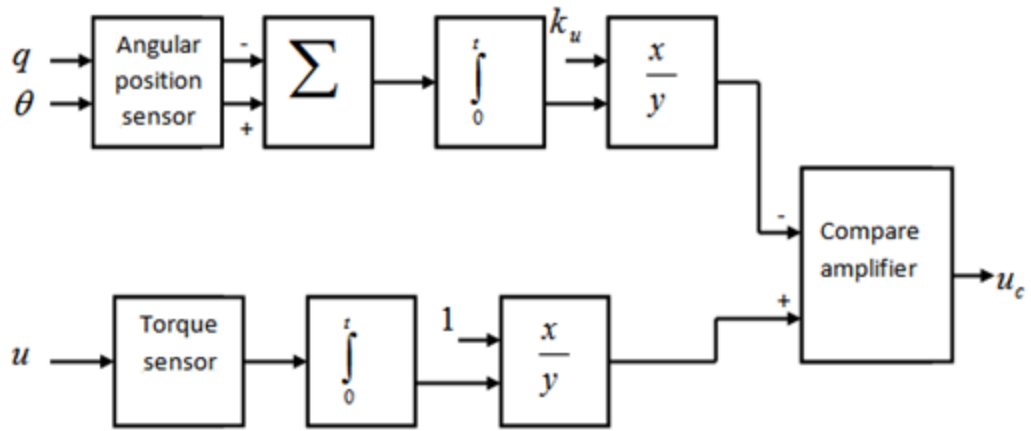 q
θ
Angular
position
sensor
-
+
∑
t
∫
0
k_u
x
y
-
+
Compare
amplifier
u_c
u
Torque
sensor
t
∫
0
1
x
y